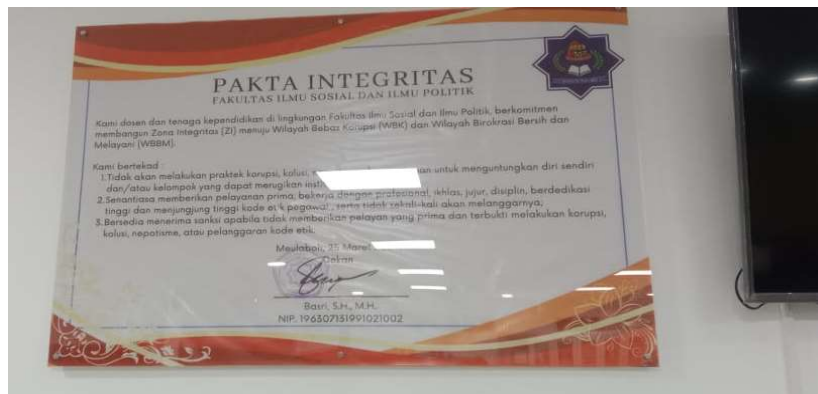 PAKTA INTEGRITAS
FAKULTAS ILMU SOSIAL DAN ILMU POLITIK
Kami dosen dan tenaga kependidikan di lingkungan Fakultas Ilmu Sosial dan Ilmu Politik, berkomitmen
membangun Zona Integritas (ZI) menuju Wilayah Bebas Korupsi (WBK) dan Wilayah Birokrasi Bersih dan
Melayani (WBBM).
Kami bertekad :
1. Tidak akan melakukan praktek korupsi, kolusi, untuk menguntungkan diri sendiri
dan/atau kelompok yang dapat merugikan
2. Senantiasa memberikan pelayanan prima, bekerja dengan profesional, ikhlas, jujur, disiplin, berdedikasi
tinggi dan menjungjung tinggi kode etik pegawai, serta tidak sekali-kali akan melanggarnya;
3. Bersedia menerima sanksi apabila tidak memberikan pelayan yang prima dan terbukti melakukan korupsi,
kolusi, nepotisme, atau pelanggaran kode etik.
Meulaboh, 25 Maret
Dekan
Basri, S.H., M.H.
NIP. 196307131991021002